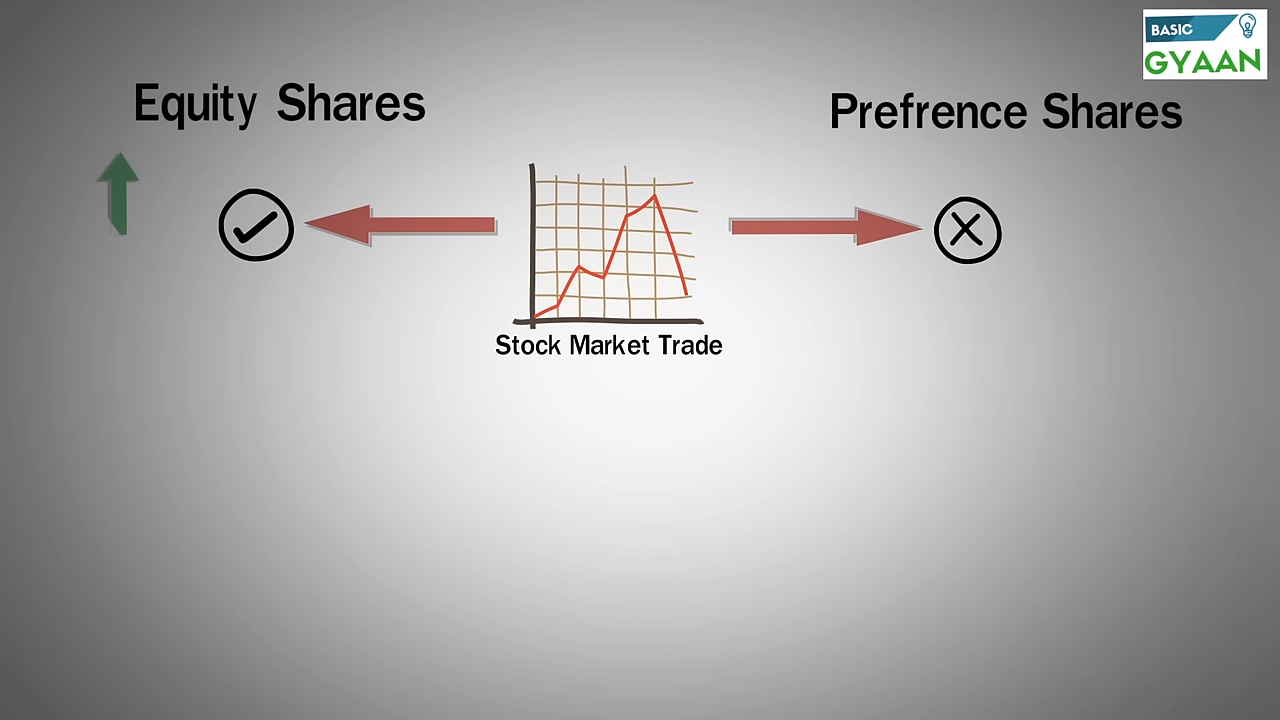 BASIC
GYAAN
Equity Shares
Prefrence Shares
Stock Market Trade